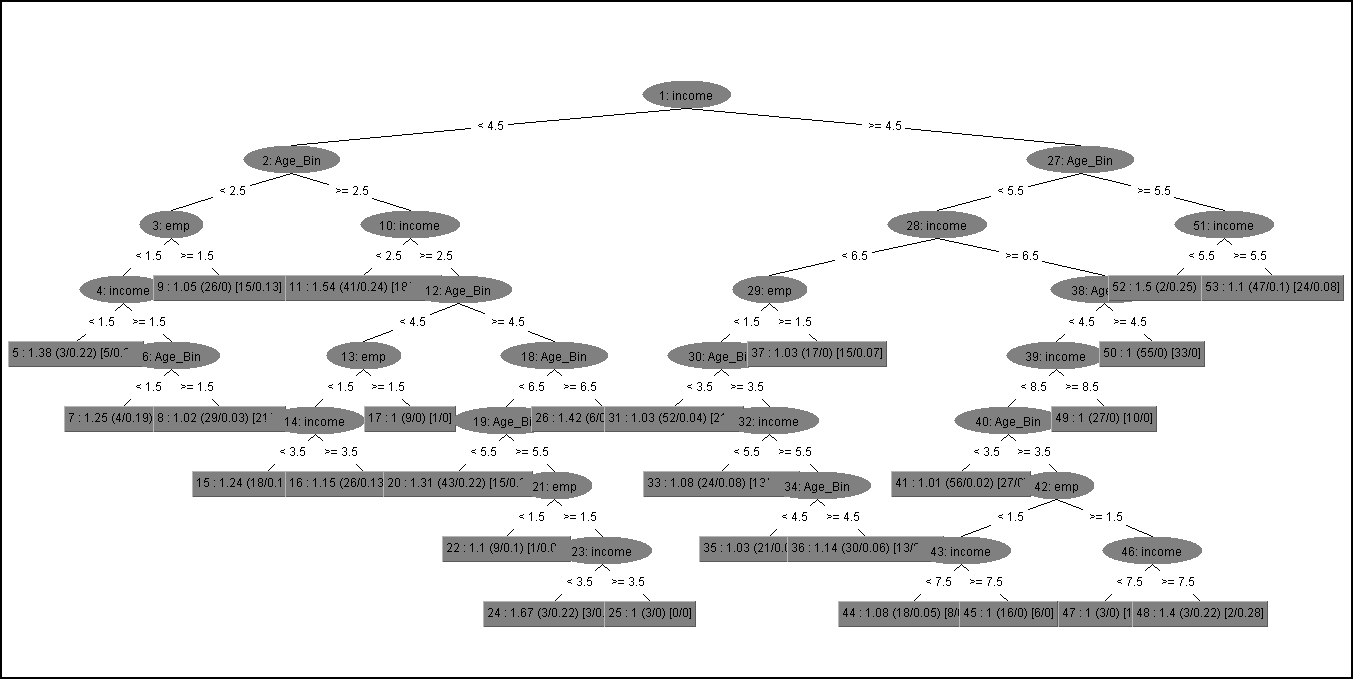 1: income
< 4.5 >= 4.5
2: Age_Bin 27: Age_Bin
< 2.5 >= 2.5 < 5.5 >= 5.5
3: emp 10: income 28: income 51: income
< 1.5 >= 1.5 < 2.5 >= 2.5 < 6.5 >= 6.5 < 5.5 >= 5.5
4: income 9 : 1.05 (26/0) [15/0.13] 11 : 1.54 (41/0.24) 12: Age_Bin 29: emp 38: 52 : 1.5 (2/0.25) 53 : 1.1 (47/0.1) [24/0.08]
< 1.5 >= 1.5 < 4.5 >= 4.5 < 1.5 >= 1.5 < 4.5 >= 4.5
5 : 1.38 (3/0.22) 6: Age_Bin 13: emp 18: Age_Bin 30: 37 : 1.03 (17/0) [15/0.07] 39: income 50 : 1 (55/0) [33/0]
< 1.5 >= 1.5 < 1.5 >= 1.5 < 6.5 >= 6.5 < 3.5 >= 3.5 < 8.5 >= 8.5
7 : 1.25 (4/0.19) 8 : 1.02 (29/0.03) 14: income 17 : 1 (9/0) [1/0] 19: 26 : 1.42 31 : 1.03 (52/0.04) 32: income 40: Age_Bin 49 : 1 (27/0) [10/0]
< 3.5 >= 3.5 < 5.5 >= 5.5 < 5.5 >= 5.5 < 3.5 >= 3.5
15 : 1.24 16 : 1.15 20 : 1.31 (43/0.22) 21: emp 33 : 1.08 (24/0.08) 34: Age_Bin 41 : 1.01 (56/0.02) 42: emp
< 1.5 >= 1.5 < 4.5 >= 4.5 < 1.5 >= 1.5
22 : 1.1 (9/0.1) 23: income 35 : 1.03 36 : 1.14 (30/0.06) 43: income 46: income
< 3.5 >= 3.5 < 7.5 >= 7.5 < 7.5 >= 7.5
24 : 1.67 (3/0.22) 25 : 1 (3/0) [0/0] 44 : 1.08 (18/0.05) 45 : 1 (16/0) [6/0] 47 : 1 (3/0) 48 : 1.4 (3/0.22) [2/0.28]